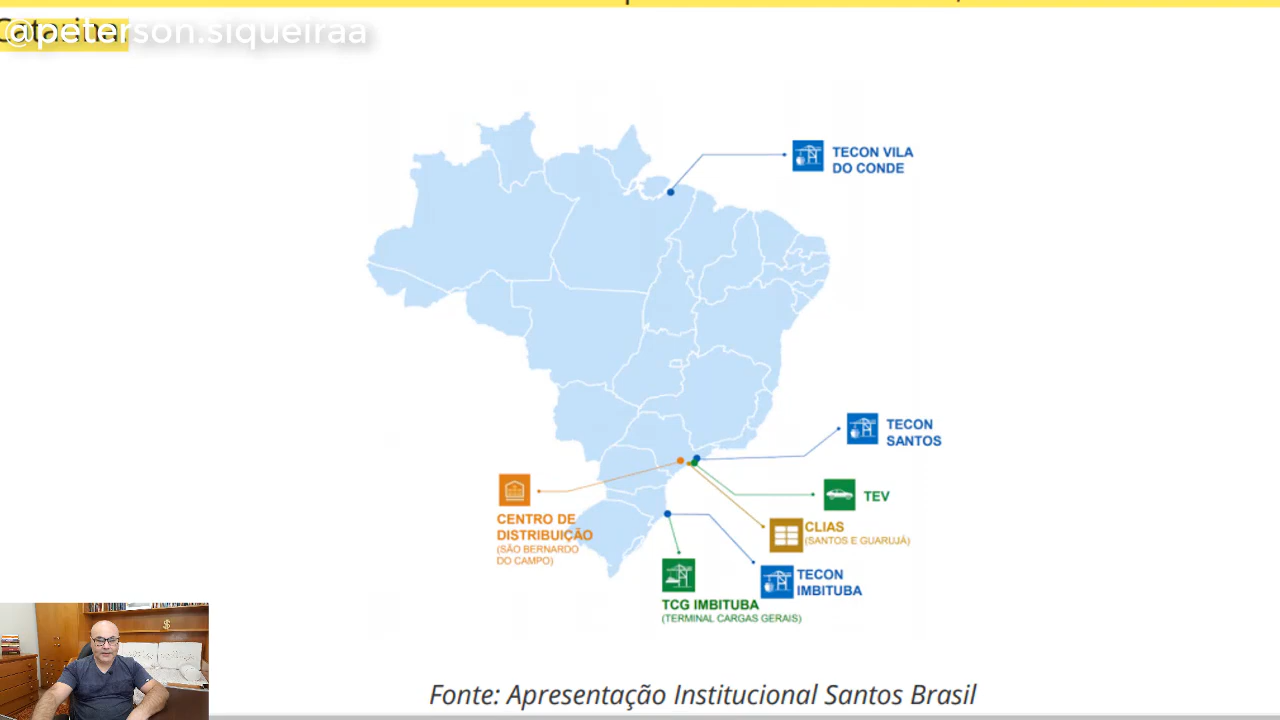 @peterson.siqueiraa
TECON VILA
DO CONDE
TECON
SANTOS
TEV
CLIAS
(SANTOS E GUARUJÁ)
CENTRO DE
DISTRIBUIÇÃO
(SÃO BERNARDO
DO CAMPO)
TECON
IMBITUBA
TCG IMBITUBA
(TERMINAL CARGAS GERAIS)
Fonte: Apresentação Institucional Santos Brasil